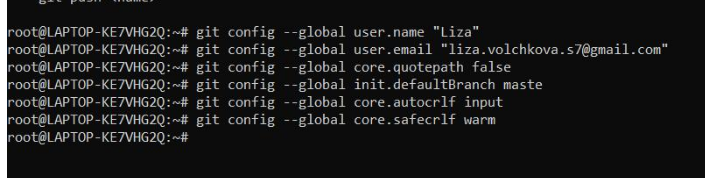 git push <name>
root@LAPTOP-KE7VHG2Q:~# git config --global user.name "Liza"
root@LAPTOP-KE7VHG2Q:~# git config --global user.email "liza.volchkova.s7@gmail.com"
root@LAPTOP-KE7VHG2Q:~# git config --global core.quotepath false
root@LAPTOP-KE7VHG2Q:~# git config --global init.defaultBranch maste
root@LAPTOP-KE7VHG2Q:~# git config --global core.autocrlf input
root@LAPTOP-KE7VHG2Q:~# git config --global core.safecrlf warm
root@LAPTOP-KE7VHG2Q:~#